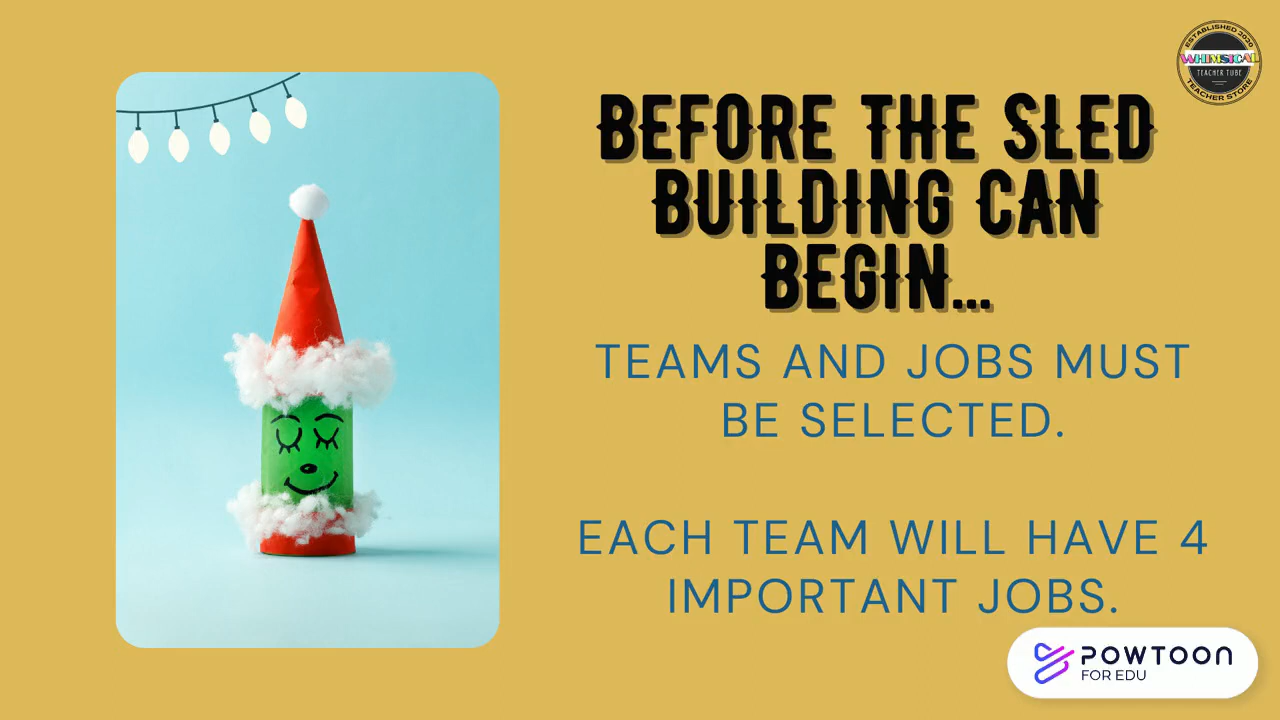 ESTABLISHED 2020
WHIMSICAL
TEACHER TUBE
TEACHER STORE
BEFORE THE SLED
BUILDING CAN
BEGIN...
TEAMS AND JOBS MUST
BE SELECTED.
EACH TEAM WILL HAVE 4
IMPORTANT JOBS.
POWTOON
FOR EDU